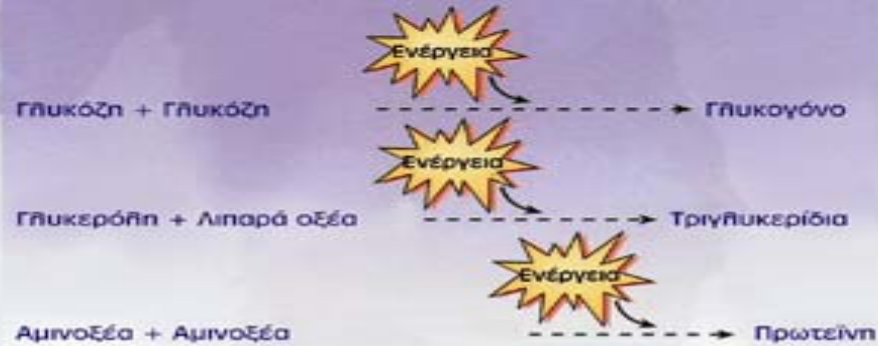 Ενέργεια
Γλυκόζη + Γλυκόζη Γλυκογόνο
Ενέργεια
Γλυκερόλη + Λιπαρά οξέα Τριγλυκερίδια
Ενέργεια
Αμινοξέα + Αμινοξέα Πρωτεΐνη